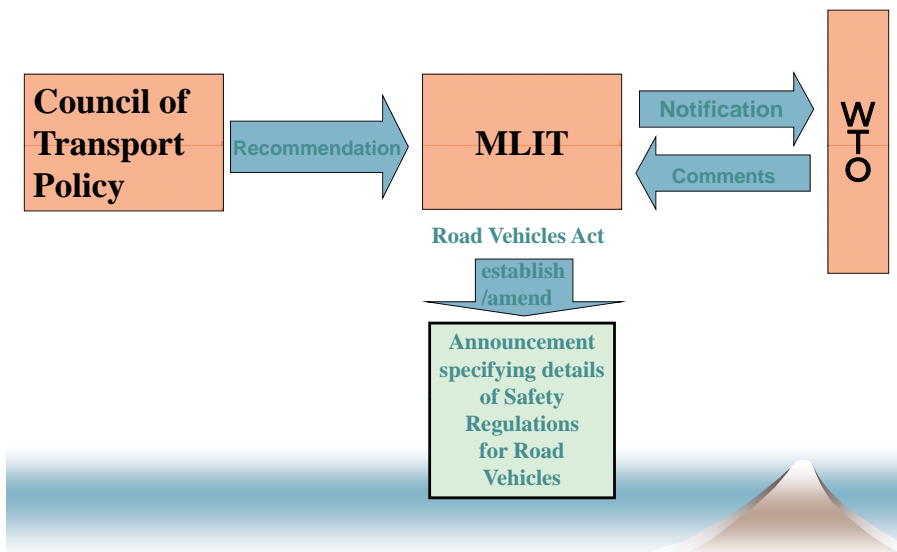 Council of
Transport
Policy
Recommendation
MLIT
Notification
Comments
WTO
Road Vehicles Act
establish
/amend
Announcement
specifying details
of Safety
Regulations
for Road
Vehicles